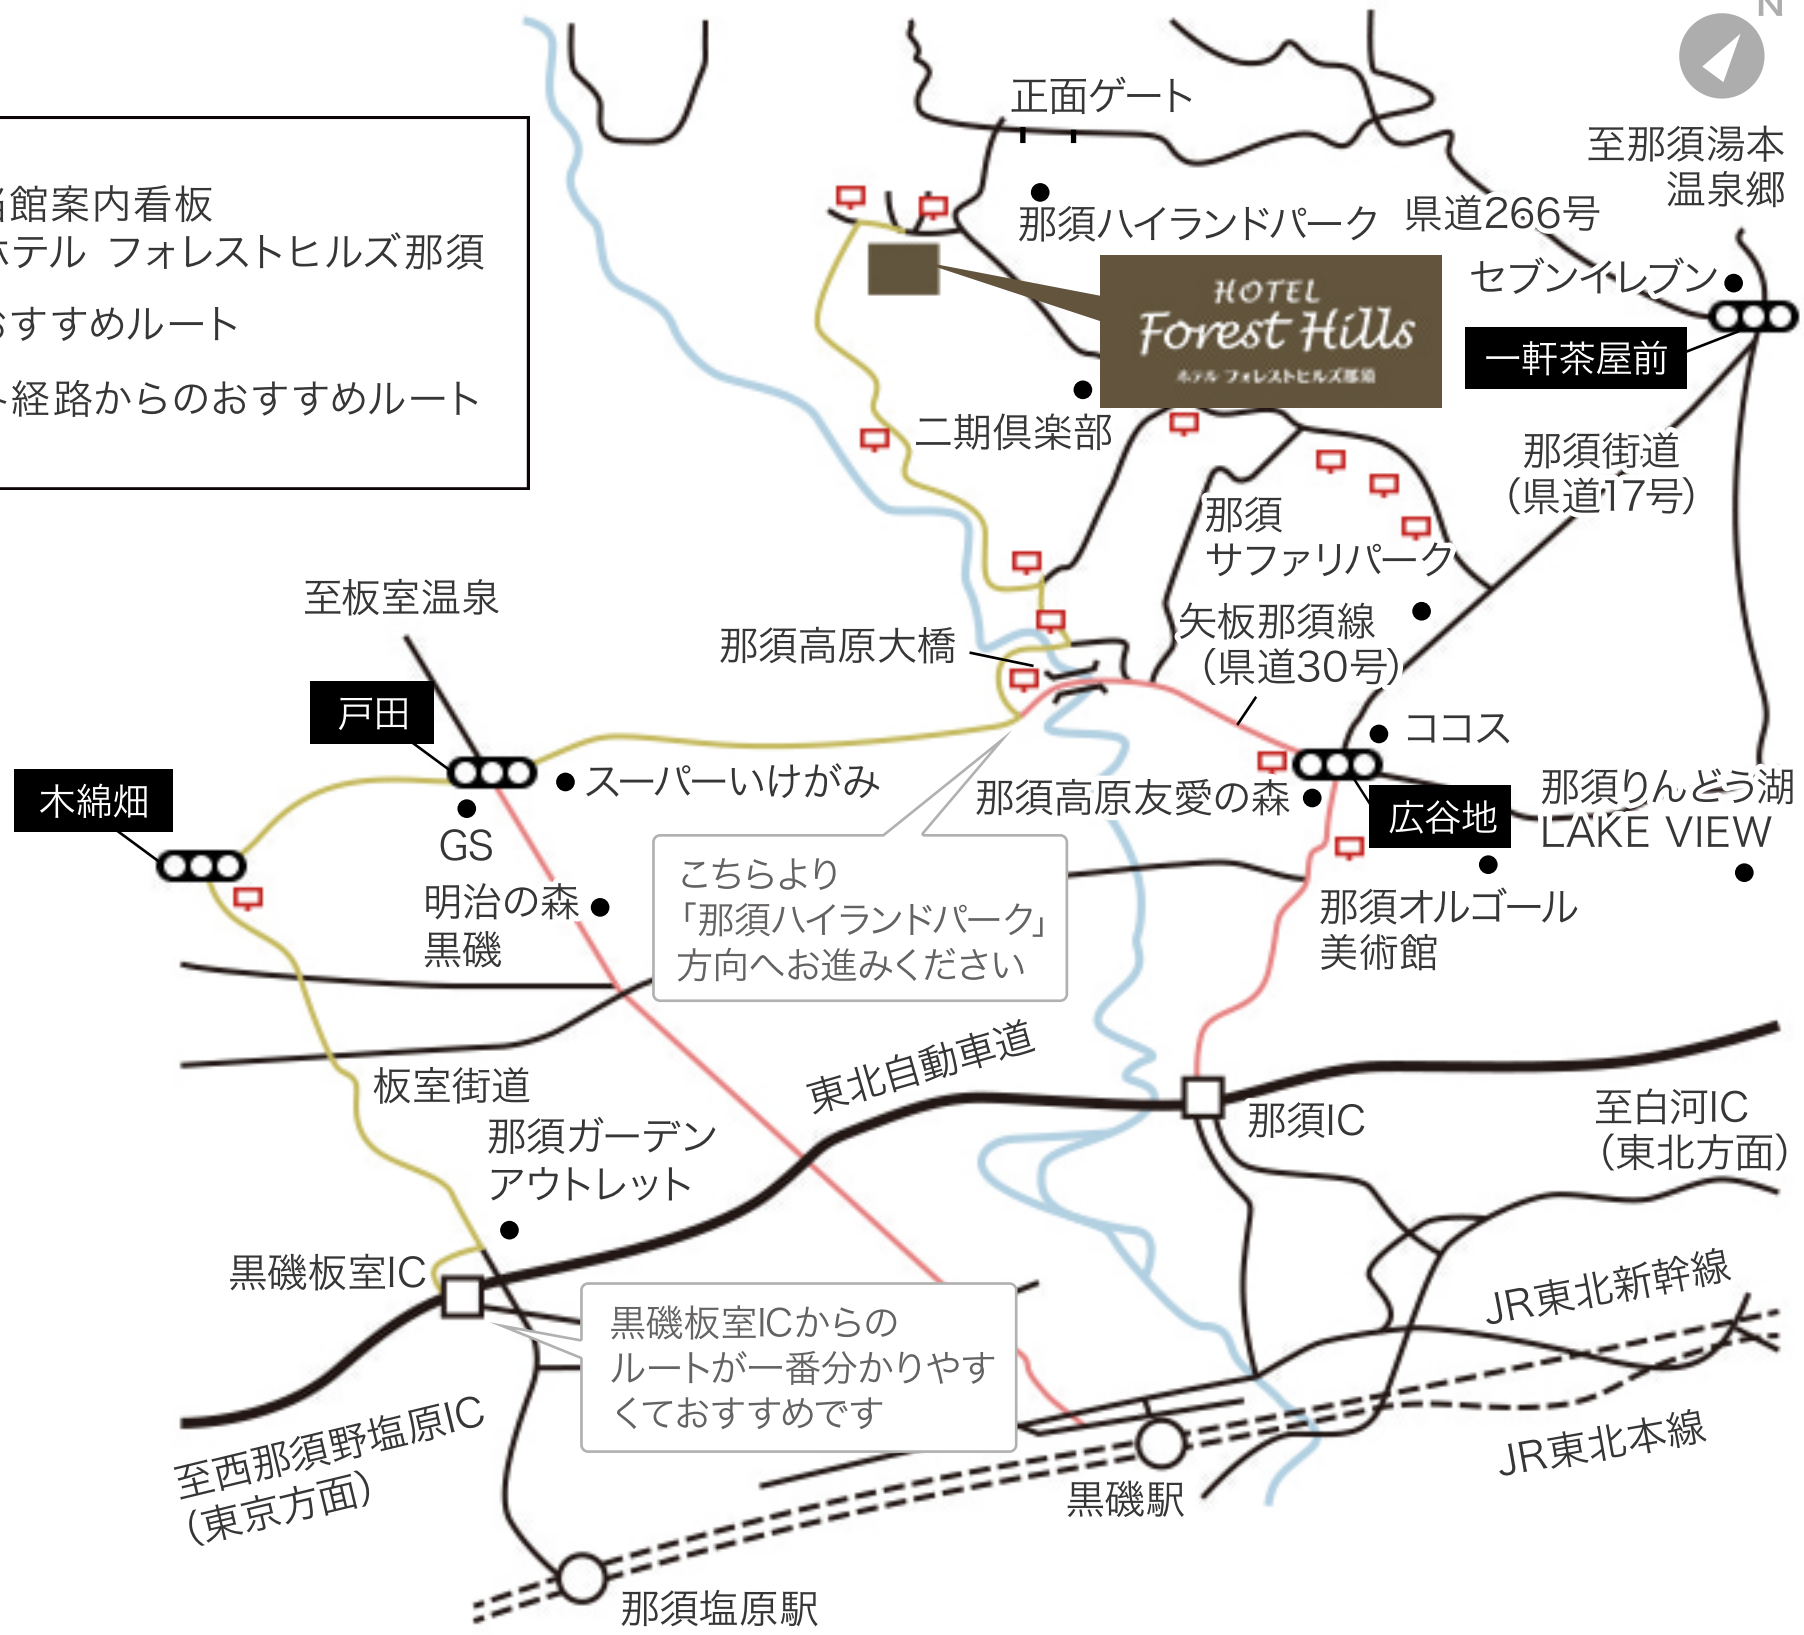 N
正面ゲート
至那須湯本
温泉郷
館案内看板
ホテル フォレストヒルズ那須
おすすめルート
ト経路からのおすすめルート
那須ハイランドパーク
県道266号
セブンイレブン
HOTEL
Forest Hills
ホテル フォレストヒルズ那須
一軒茶屋前
二期倶楽部
那須街道
（県道17号）
那須
サファリパーク
至板室温泉
矢板那須線
（県道30号）
那須高原大橋
戸田
ココス
木綿畑
スーパーいけがみ
那須高原友愛の森
広谷地
那須りんどう湖
LAKE VIEW
GS
明治の森
黒磯
こちらより
「那須ハイランドパーク」
方向へお進みください
那須オルゴール
美術館
東北自動車道
板室街道
那須ガーデン
アウトレット
那須IC
至白河IC
（東北方面）
黒磯板室IC
黒磯板室ICからの
ルートが一番分かりやす
くておすすめです
JR東北新幹線
至西那須野塩原IC
（東京方面）
JR東北本線
黒磯駅
那須塩原駅